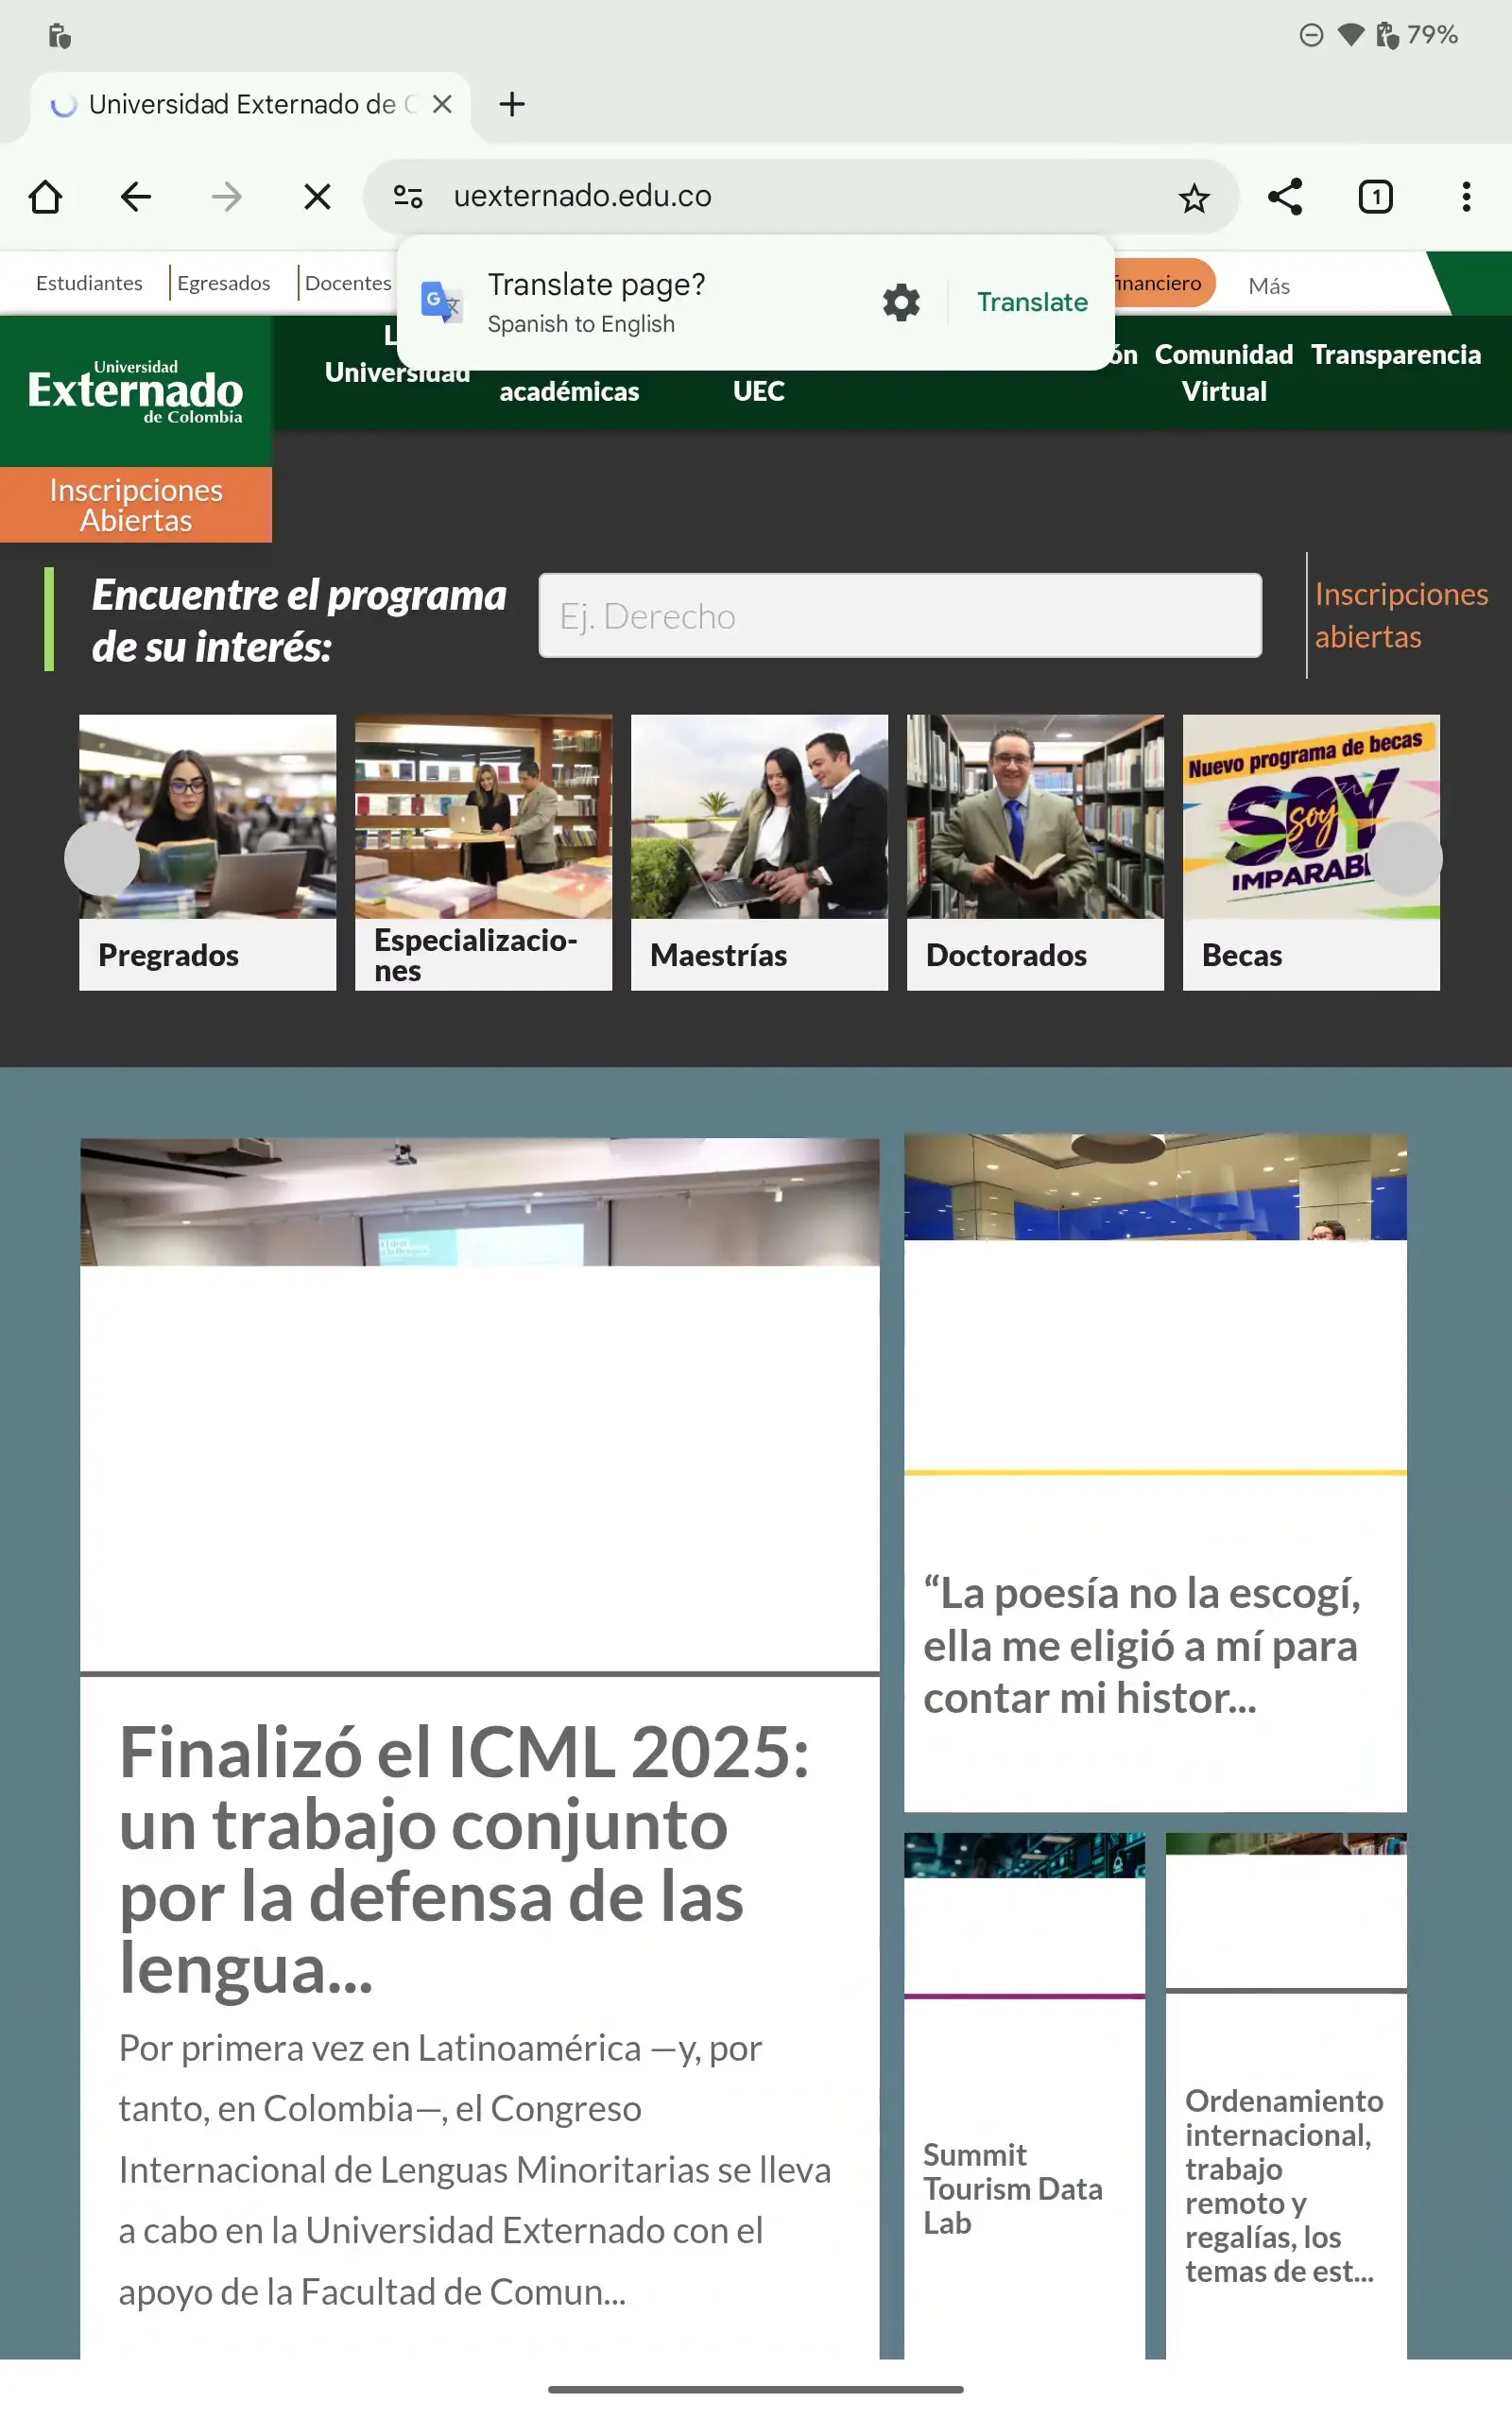 79%
Universidad Externado de
uexternado.edu.co
Translate page?
Spanish to English
Translate
Estudiantes
Egresados
Docentes
Más
Universidad
Externado
de Colombia
Universidad
académicas
UEC
Comunidad
Virtual
Transparencia
Inscripciones
Abiertas
Encuentre el programa
de su interés:
Ej. Derecho
Inscripciones
abiertas
Nuevo programa de becas
SOY
soy
Pregrados
Especializacio-
nes
Maestrías
Doctorados
Becas
“La poesía no la escogí,
ella me eligió a mí para
contar mi histor...
Finalizó el ICML 2025:
un trabajo conjunto
por la defensa de las
lengua...
Por primera vez en Latinoamérica —y, por
tanto, en Colombia—, el Congreso
Internacional de Lenguas Minoritarias se lleva
a cabo en la Universidad Externado con el
apoyo de la Facultad de Comun...
Summit
Tourism Data
Lab
Ordenamiento
internacional,
trabajo
remoto y
regalías, los
temas de est...